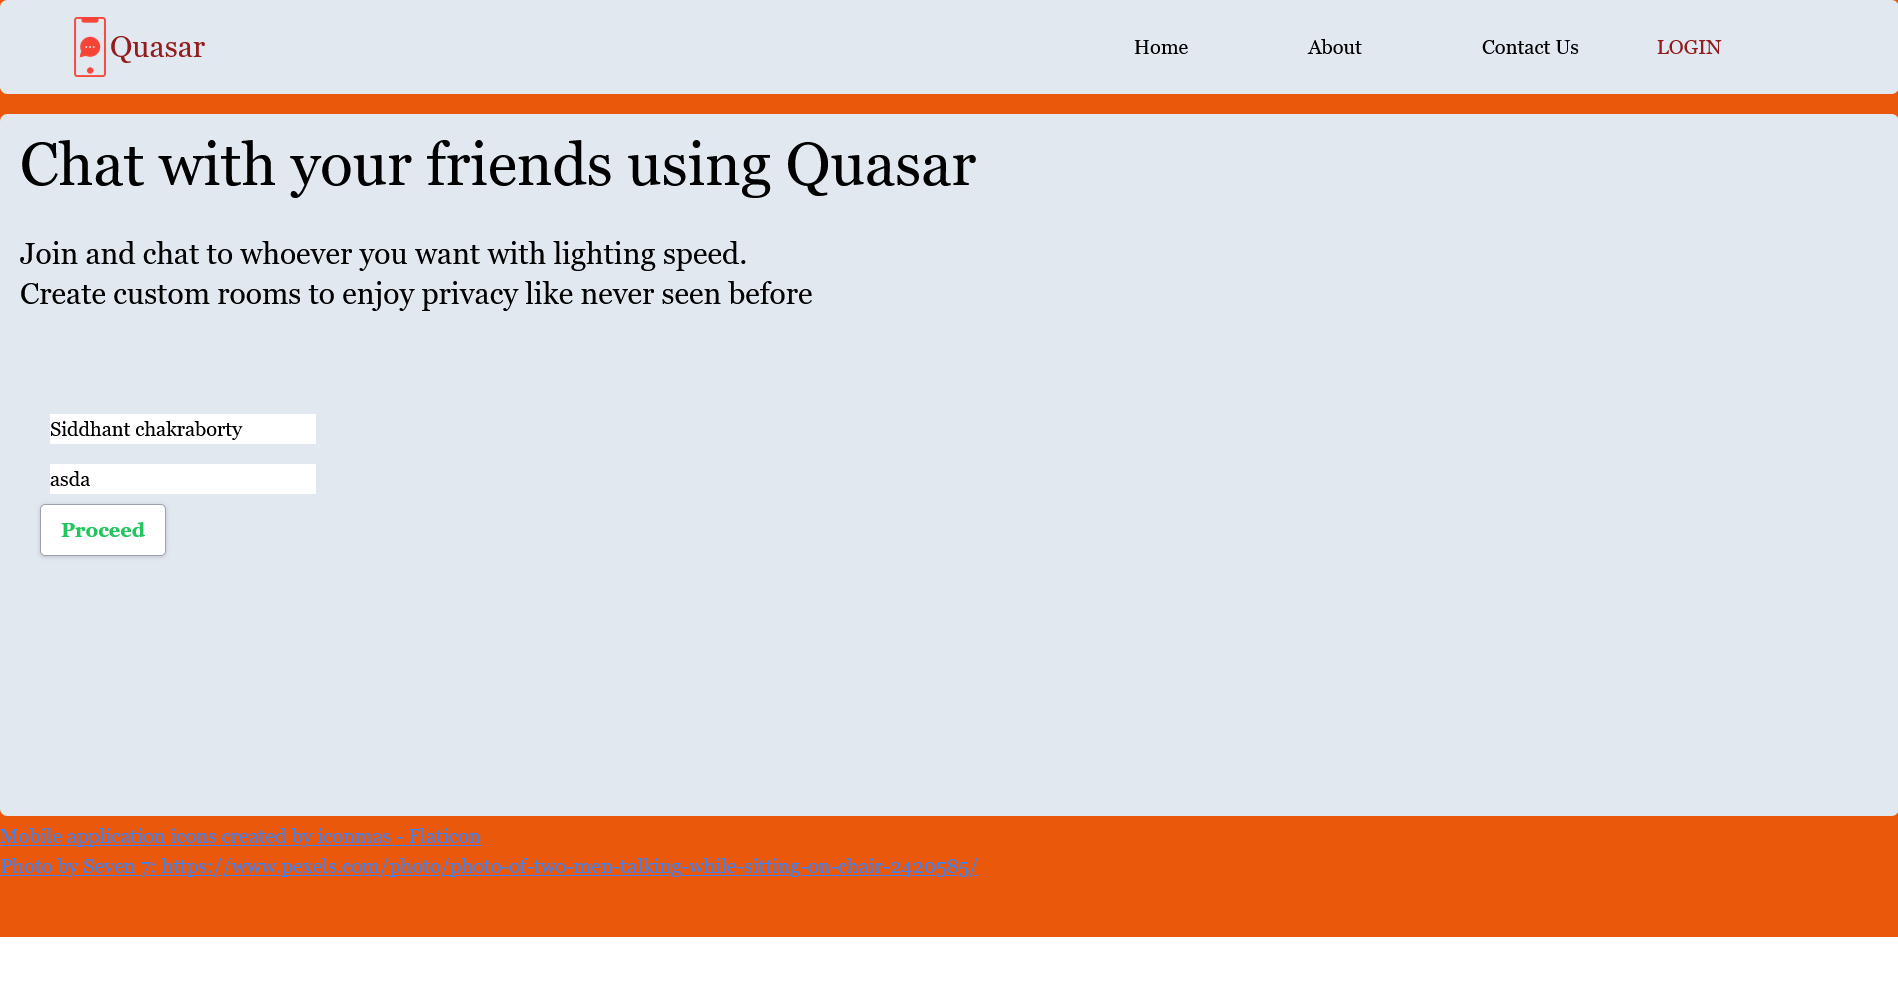 Quasar
Home
About
Contact Us
LOGIN
Chat with your friends using Quasar
Join and chat to whoever you want with lighting speed.
Create custom rooms to enjoy privacy like never seen before
Siddhant chakraborty
asda
Proceed
Mobile application icons created by iconmas - Flaticon
Photo by Seven 7: https://www.pexels.com/photo/photo-of-two-men-talking-while-sitting-on-chair-2420585/